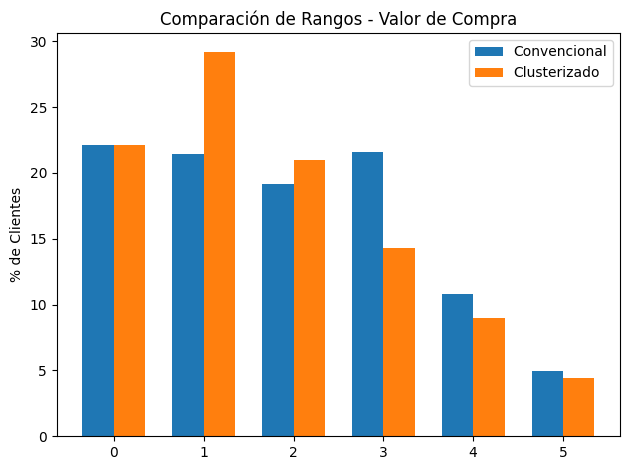 Comparación de Rangos - Valor de Compra
Convencional
Clusterizado
% de Clientes
30
25
20
15
10
5
0
0 1 2 3 4 5